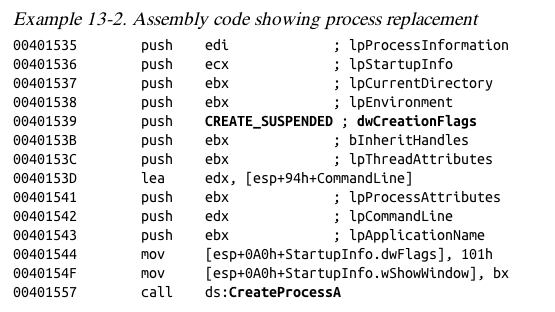 Example 13-2. Assembly code showing process replacement
00401535 push edi ; lpProcessInformation
00401536 push ecx ; lpStartupInfo
00401537 push ebx ; lpCurrentDirectory
00401538 push ebx ; lpEnvironment
00401539 push CREATE_SUSPENDED ; dwCreationFlags
0040153B push ebx ; bInheritHandles
0040153C push ebx ; lpThreadAttributes
0040153D lea edx, [esp+94h+CommandLine]
00401541 push ebx ; lpProcessAttributes
00401542 push edx ; lpCommandLine
00401543 push ebx ; lpApplicationName
00401544 mov [esp+0A0h+StartupInfo.dwFlags], 101h
0040154F mov [esp+0A0h+StartupInfo.wShowWindow], bx
00401557 call ds:CreateProcessA